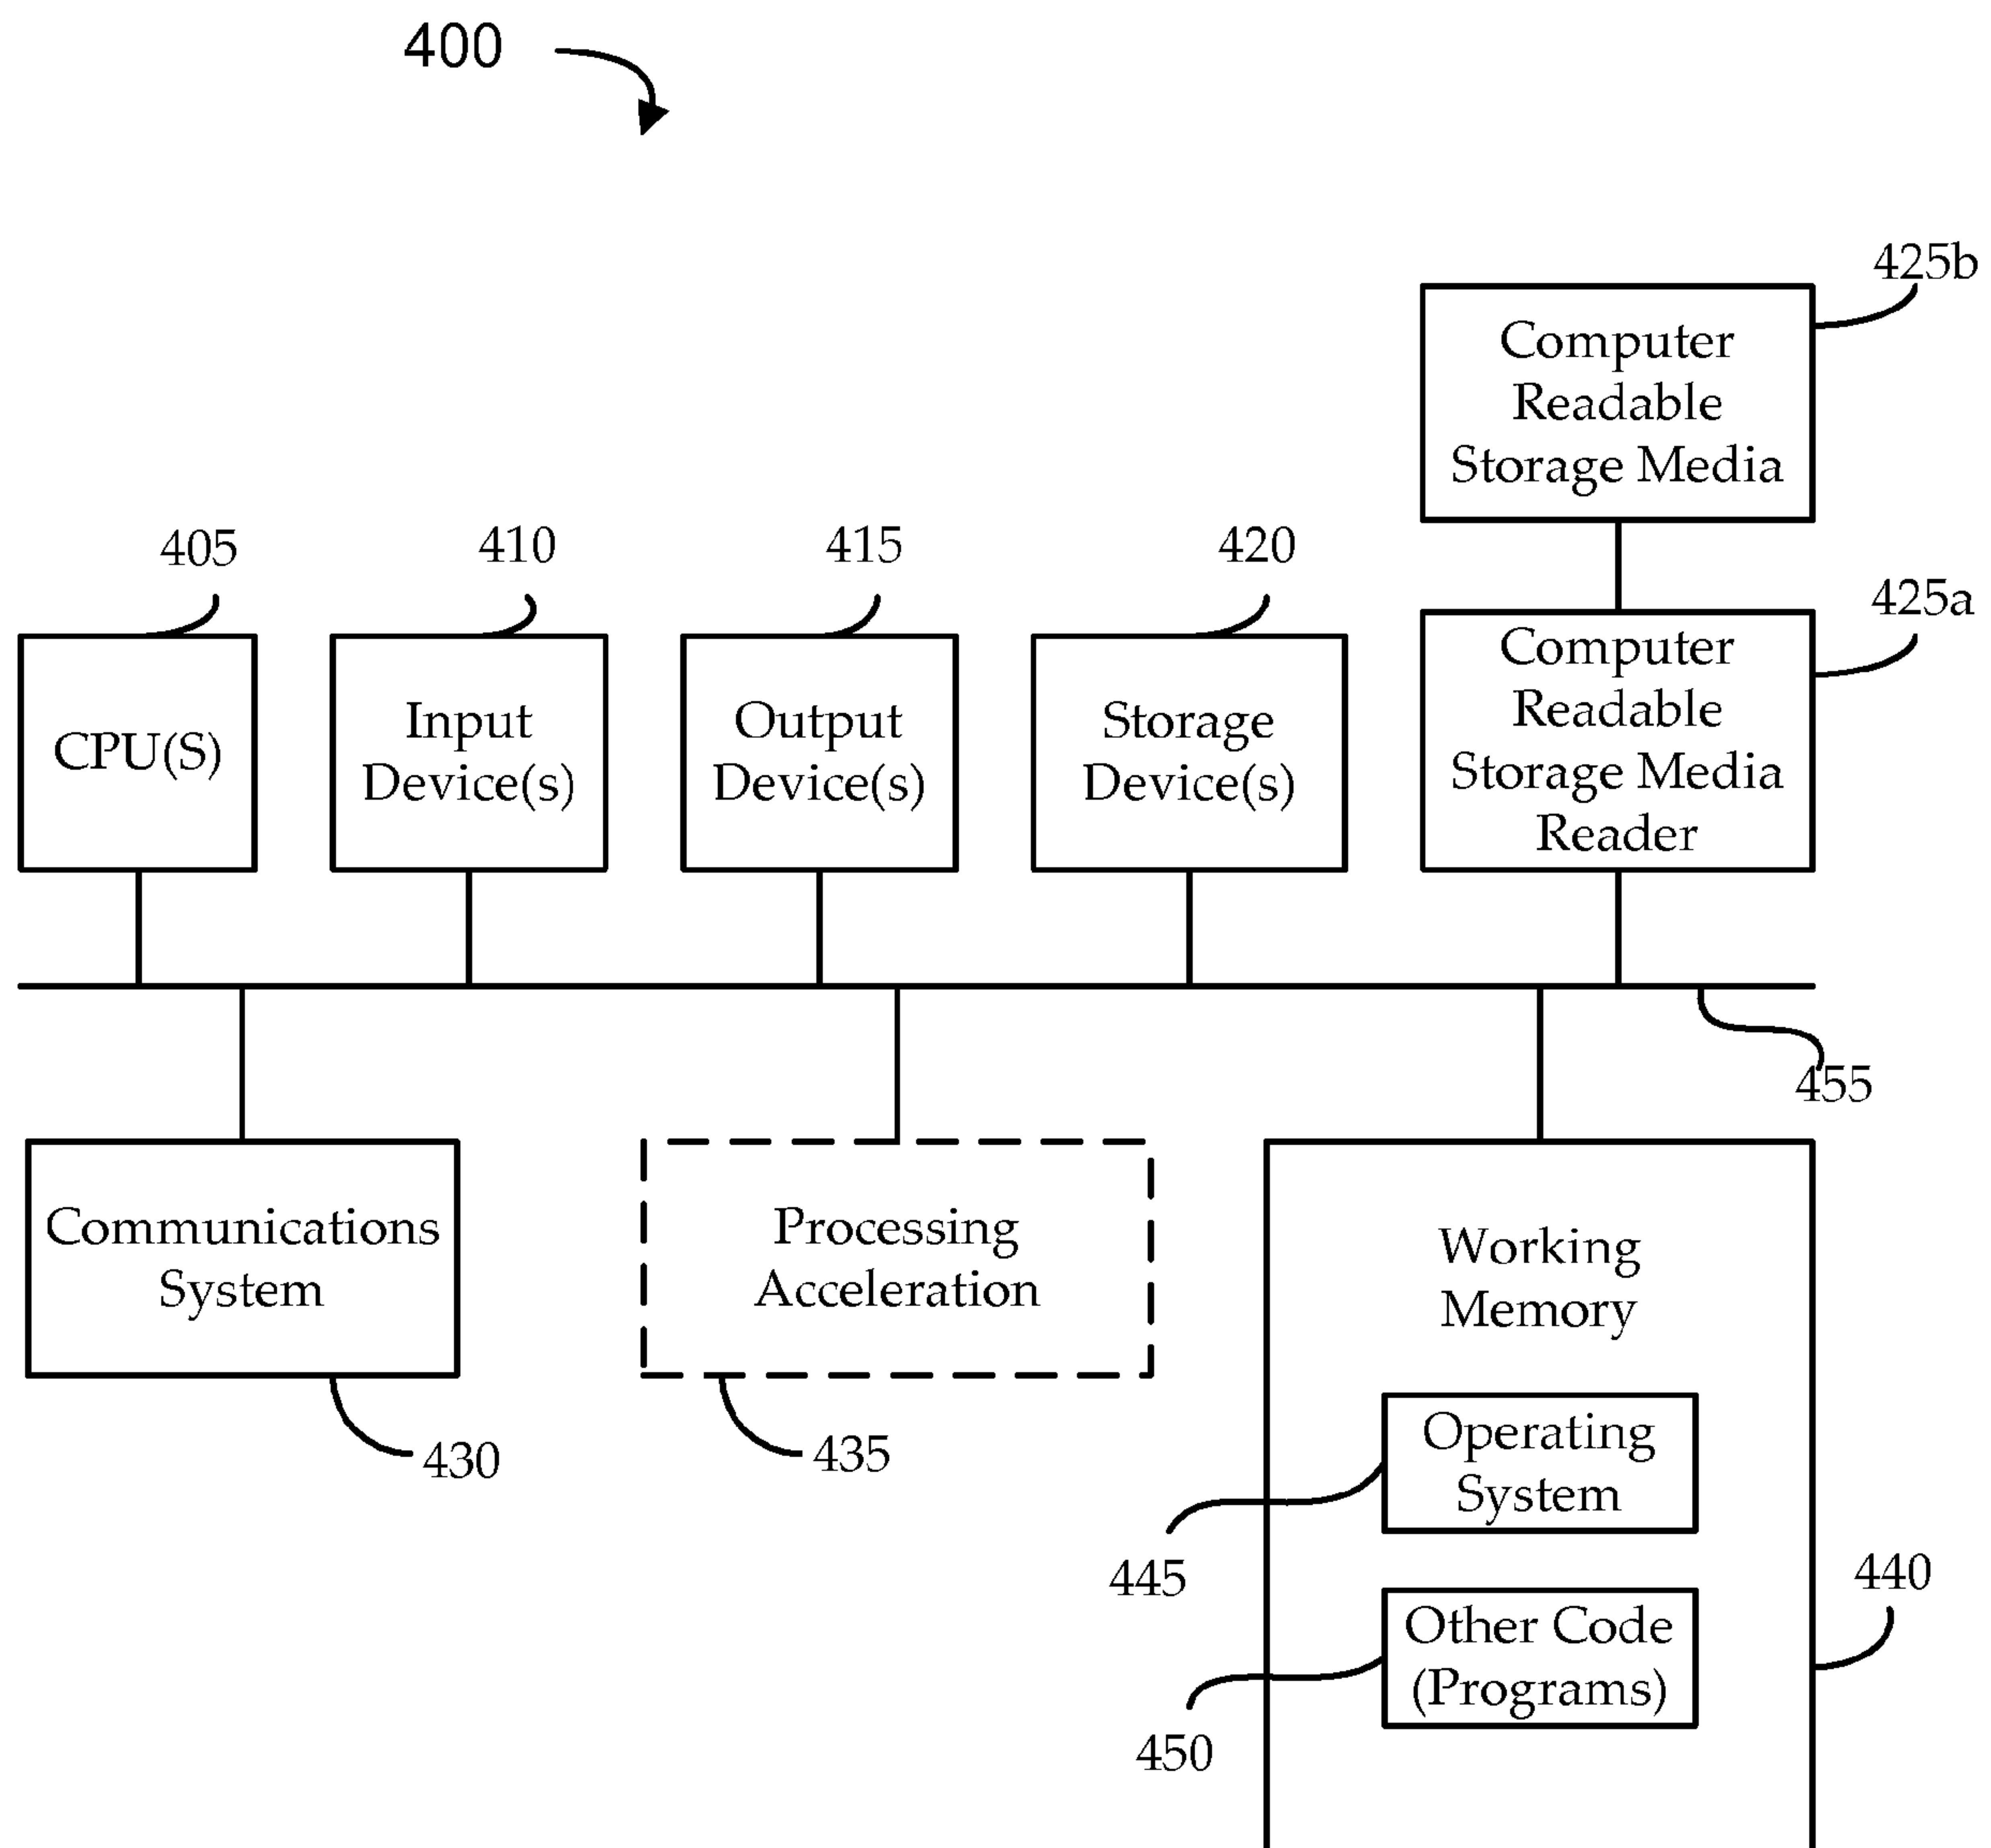 400
425b
Computer
Readable
Storage Media
405
410
415
420
425a
CPU(S)
Input
Device(s)
Output
Device(s)
Storage
Device(s)
Computer
Readable
Storage Media
Reader
455
Communications
System
Processing
Acceleration
Working
Memory
430
435
Operating
System
445
440
Other Code
(Programs)
450